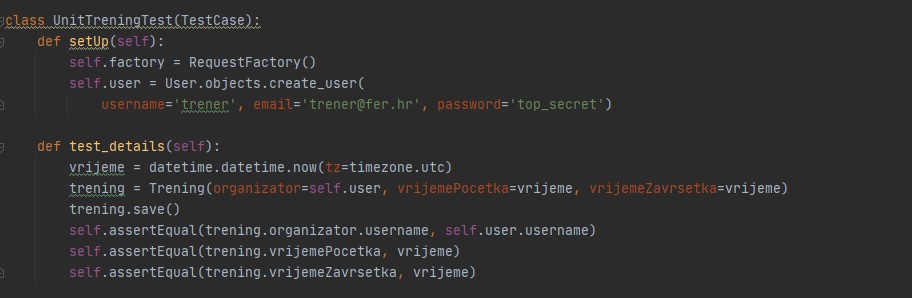 class UnitTreningTest(TestCase):
    def setUp(self):
        self.factory = RequestFactory()
        self.user = User.objects.create_user(
            username='trener', email='trener@fer.hr', password='top_secret')

    def test_details(self):
        vrijeme = datetime.datetime.now(tz=timezone.utc)
        trening = Trening(organizator=self.user, vrijemePocetka=vrijeme, vrijemeZavrsetka=vrijeme)
        trening.save()
        self.assertEqual(trening.organizator.username, self.user.username)
        self.assertEqual(trening.vrijemePocetka, vrijeme)
        self.assertEqual(trening.vrijemeZavrsetka, vrijeme)